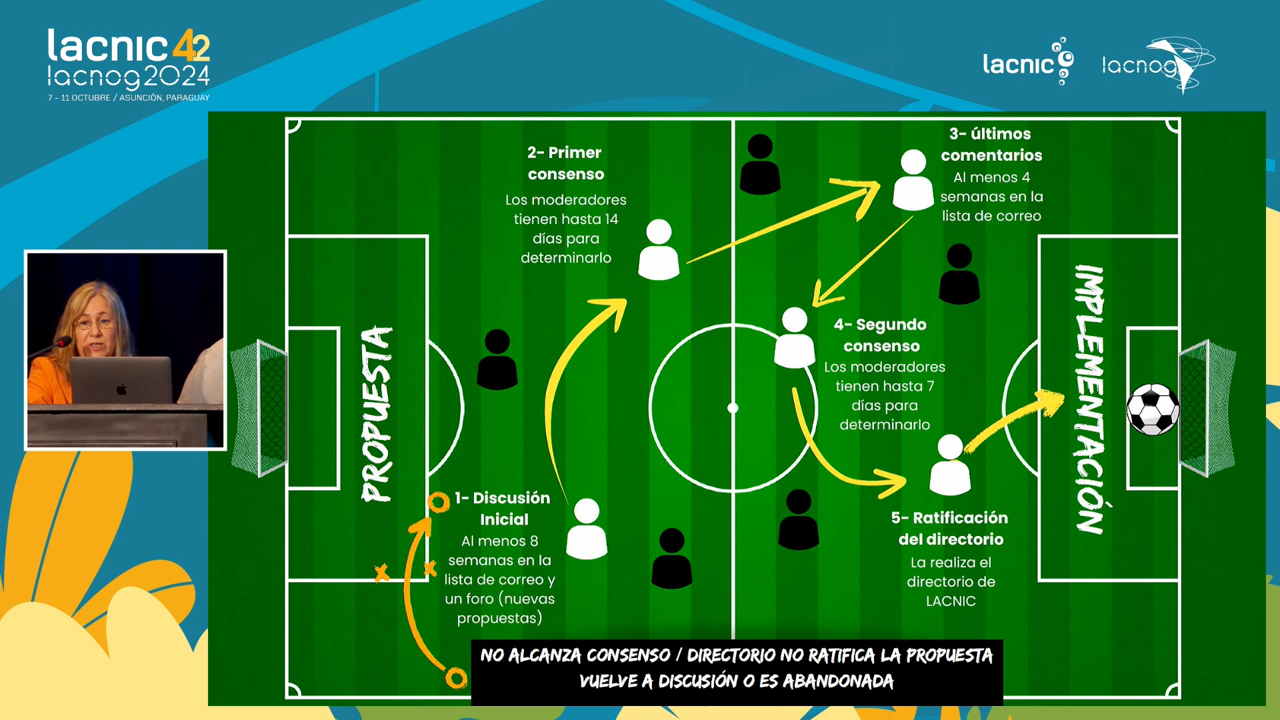 lacnic 42
lacnog2024
7 - 11 OCTUBRE / ASUNCIÓN, PARAGUAY
lacnic
lacnog
PROPUESTA
1- Discusión
Inicial
Al menos 8
semanas en la
lista de correo y
un foro (nuevas
propuestas)
2- Primer
consenso
Los moderadores
tienen hasta 14
días para
determinarlo
3- últimos
comentarios
Al menos 4
semanas en la
lista de correo
4- Segundo
consenso
Los moderadores
tienen hasta 7
días para
determinarlo
5- Ratificación
del directorio
La realiza el
directorio de
LACNIC
IMPLEMENTACIÓN
NO ALCANZA CONSENSO / DIRECTORIO NO RATIFICA LA PROPUESTA
VUELVE A DISCUSIÓN O ES ABANDONADA